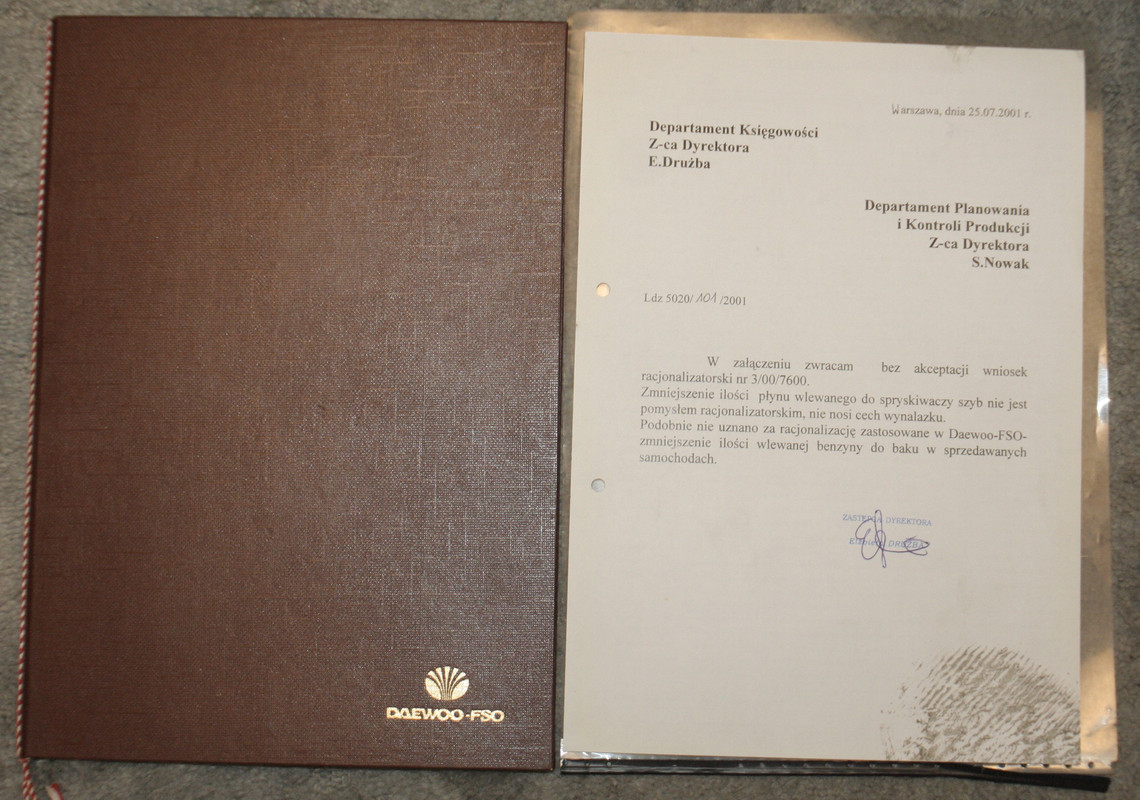 DAEWOO-FSO
Warszawa, dnia 25.07.2001 r.
Departament Księgowości
Z-ca Dyrektora
E.Drużba
Departament Planowania
i Kontroli Produkcji
Z-ca Dyrektora
S.Nowak
Ldz 5020/ 101 /2001
W załączeniu zwracam bez akceptacji wniosek
racjonalizatorski nr 3/00/7600.
Zmniejszenie ilości płynu wlewanego do spryskiwaczy szyb nie jest
pomysłem racjonalizatorskim, nie nosi cech wynalazku.
Podobnie nie uznano za racjonalizację zastosowane w Daewoo-FSO-
zmniejszenie ilości wlewanej benzyny do baku w sprzedawanych
samochodach.
ZASTĘPCA DYREKTORA
DRUŻBA